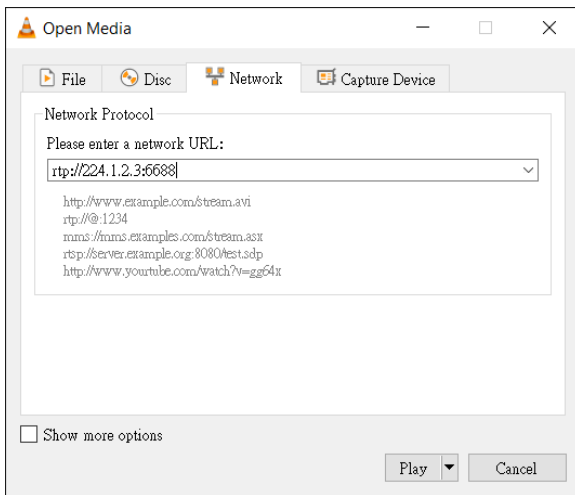 Open Media
File Disc Network Capture Device
Network Protocol
Please enter a network URL:
rtp://224.1.2.3:6688
http://www.example.com/stream.avi
rtp://@:1234
mms://mms.examples.com/stream.asx
rtsp://server.example.org:8080/test.sdp
http://www.yourtube.com/watch?v=gg64x
Show more options
Play Cancel